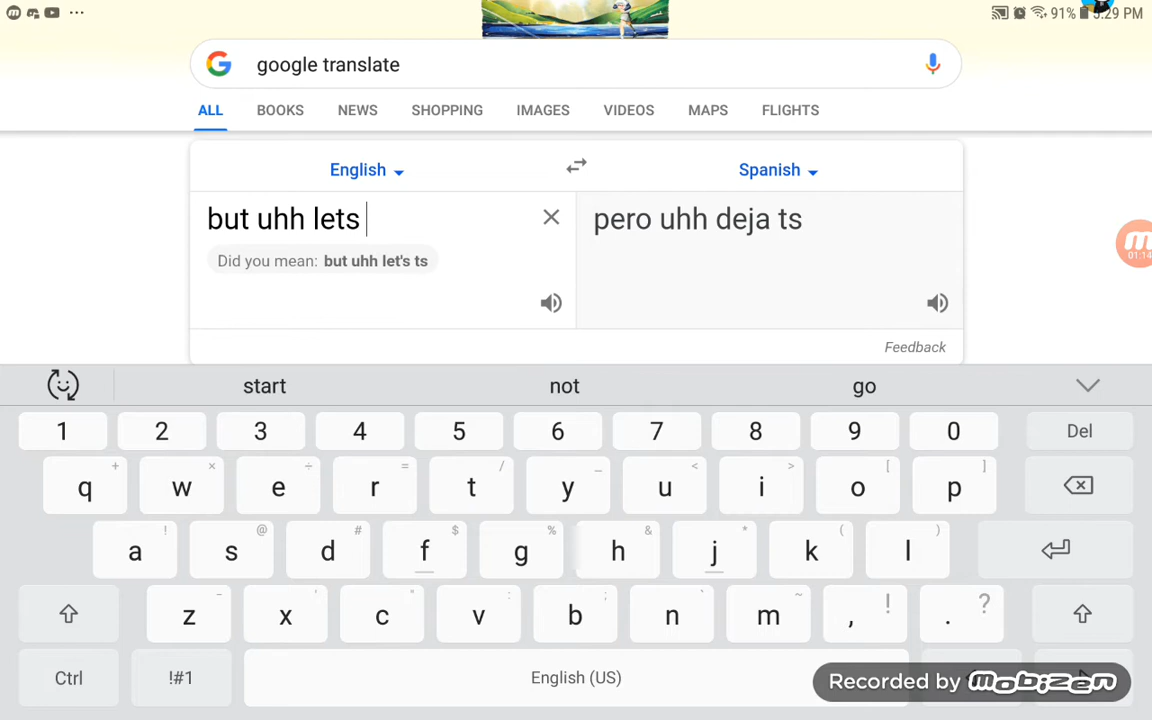 91% 5:29 PM
google translate
ALL BOOKS NEWS SHOPPING IMAGES VIDEOS MAPS FLIGHTS
English Spanish
but uhh lets pero uhh deja ts
Did you mean: but uhh let's ts
01:14
Feedback
start not go
1 2 3 4 5 6 7 8 9 0 Del
+ × ÷ = / _ < > [ ]
q w e r t y u i o p
! @ # $ % & * ( )
a s d f g h j k l
- ' " : ; ` ~ ! ?
z x c v b n m , .
Ctrl !#1 English (US)
Recorded by mobizen